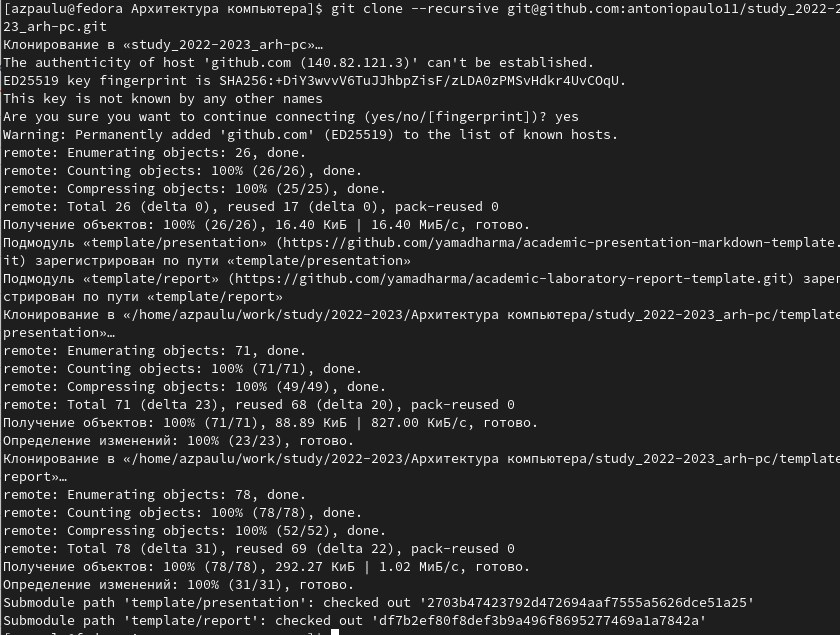 [azpaulu@fedora Архитектура компьютера]$ git clone --recursive git@github.com:antoniopaulo11/study_2022-2
23_arh-pc.git
Клонирование в «study_2022-2023_arh-pc»…
The authenticity of host 'github.com (140.82.121.3)' can't be established.
ED25519 key fingerprint is SHA256:+DiY3wvvV6TuJJhbpZisF/zLDA0zPMSvHdkr4UvCOqU.
This key is not known by any other names
Are you sure you want to continue connecting (yes/no/[fingerprint])? yes
Warning: Permanently added 'github.com' (ED25519) to the list of known hosts.
remote: Enumerating objects: 26, done.
remote: Counting objects: 100% (26/26), done.
remote: Compressing objects: 100% (25/25), done.
remote: Total 26 (delta 0), reused 17 (delta 0), pack-reused 0
Получение объектов: 100% (26/26), 16.40 КиБ | 16.40 МиБ/с, готово.
Подмодуль «template/presentation» (https://github.com/yamadharma/academic-presentation-markdown-template.
it) зарегистрирован по пути «template/presentation»
Подмодуль «template/report» (https://github.com/yamadharma/academic-laboratory-report-template.git) зарег
стрирован по пути «template/report»
Клонирование в «/home/azpaulu/work/study/2022-2023/Архитектура компьютера/study_2022-2023_arh-pc/template
presentation»…
remote: Enumerating objects: 71, done.
remote: Counting objects: 100% (71/71), done.
remote: Compressing objects: 100% (49/49), done.
remote: Total 71 (delta 23), reused 68 (delta 20), pack-reused 0
Получение объектов: 100% (71/71), 88.89 КиБ | 827.00 КиБ/с, готово.
Определение изменений: 100% (23/23), готово.
Клонирование в «/home/azpaulu/work/study/2022-2023/Архитектура компьютера/study_2022-2023_arh-pc/template
report»…
remote: Enumerating objects: 78, done.
remote: Counting objects: 100% (78/78), done.
remote: Compressing objects: 100% (52/52), done.
remote: Total 78 (delta 31), reused 69 (delta 22), pack-reused 0
Получение объектов: 100% (78/78), 292.27 КиБ | 1.02 МиБ/с, готово.
Определение изменений: 100% (31/31), готово.
Submodule path 'template/presentation': checked out '2703b47423792d472694aaf7555a5626dce51a25'
Submodule path 'template/report': checked out 'df7b2ef80f8def3b9a496f8695277469a1a7842a'